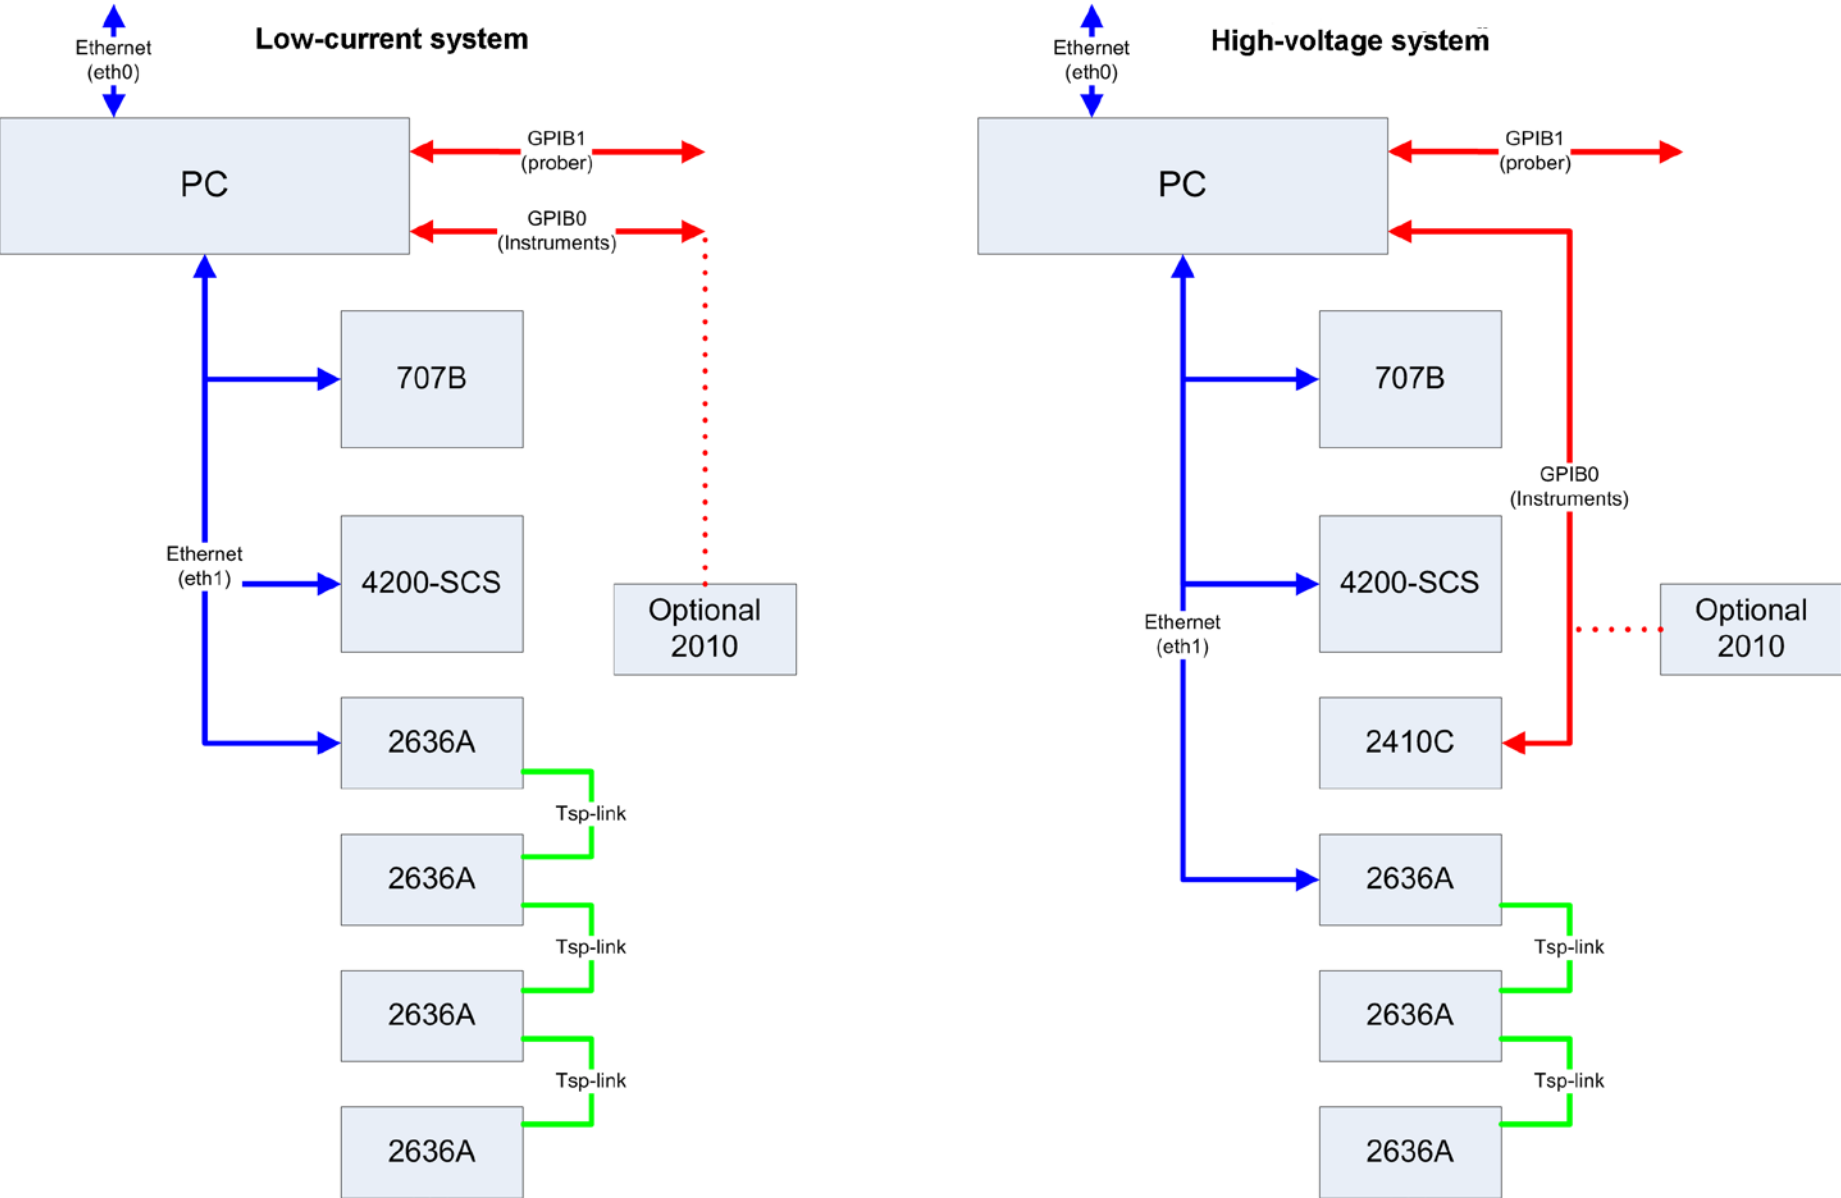 Low-current system
Ethernet
(eth0)
PC
GPIB1
(prober)
GPIB0
(Instruments)
707B
Ethernet
(eth1)
4200-SCS
Optional
2010
2636A
Tsp-link
2636A
Tsp-link
2636A
Tsp-link
2636A
High-voltage system
Ethernet
(eth0)
PC
GPIB1
(prober)
707B
GPIB0
(Instruments)
4200-SCS
Ethernet
(eth1)
Optional
2010
2410C
2636A
Tsp-link
2636A
Tsp-link
2636A